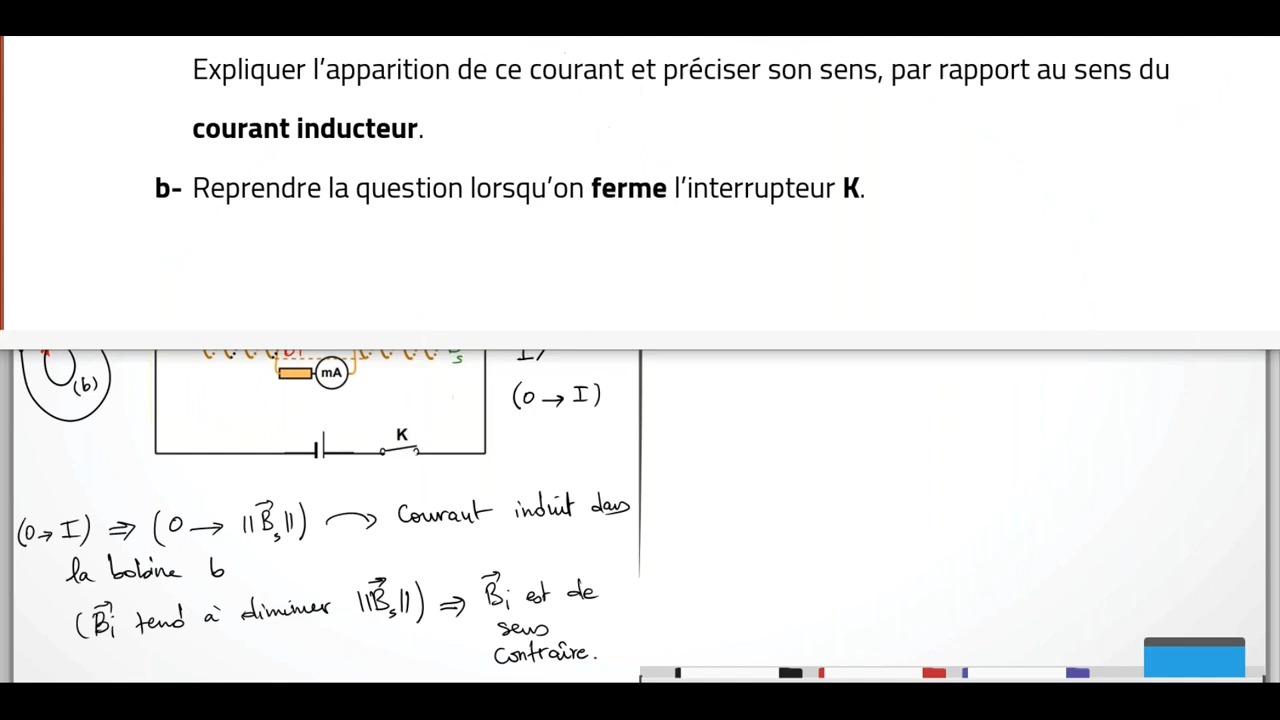 Expliquer l’apparition de ce courant et préciser son sens, par rapport au sens du
courant inducteur.
b- Reprendre la question lorsqu’on ferme l’interrupteur K.
(b)
mA
S
(0 → I)
K
(0→ I) ⇒ (0 → ||B⃗s||) → Courant induit dans
la bobine b
(B⃗i tend à diminuer ||B⃗s||) ⇒ B⃗i est de
sens
contraire.